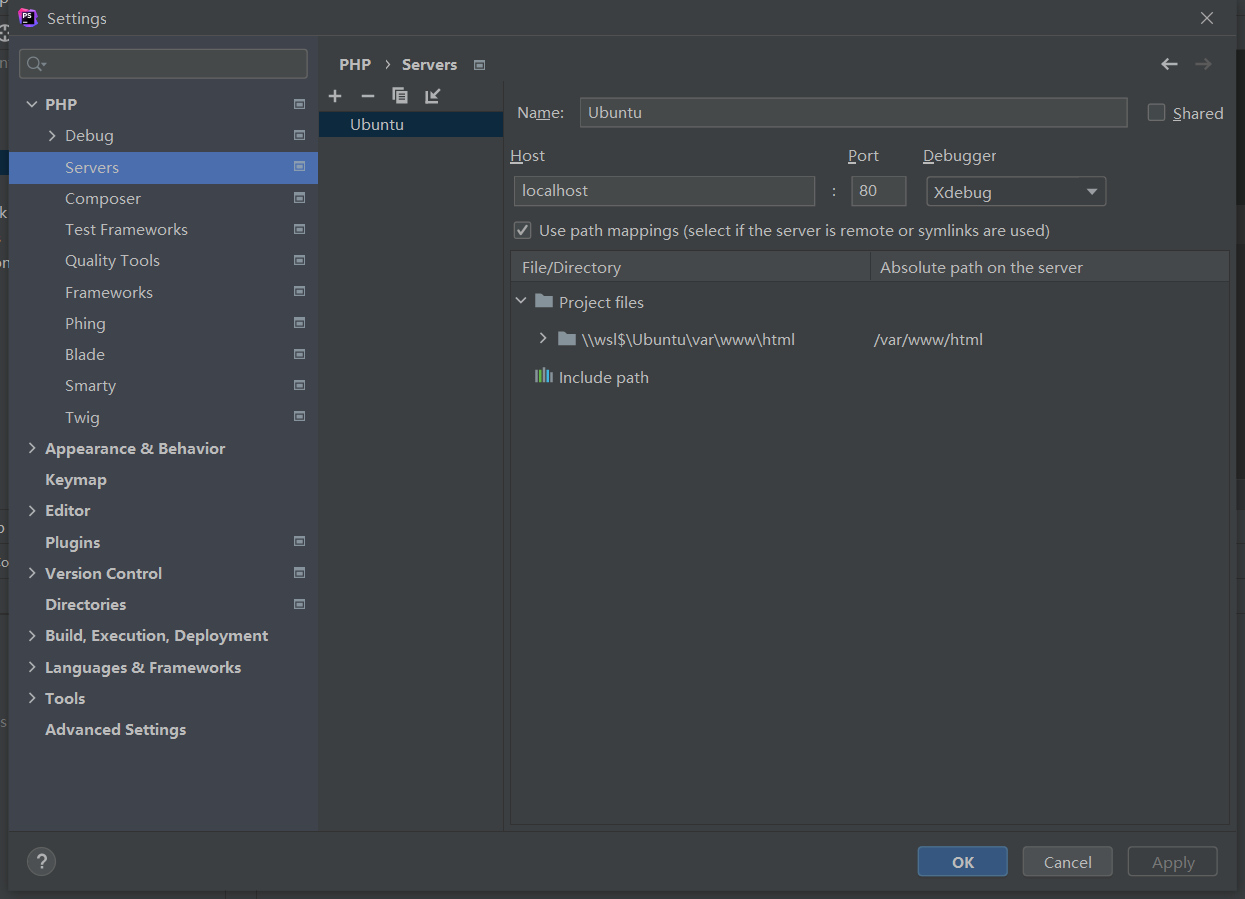 PS
Settings
PHP
Debug
Servers
Composer
Test Frameworks
Quality Tools
Frameworks
Phing
Blade
Smarty
Twig
Appearance & Behavior
Keymap
Editor
Plugins
Version Control
Directories
Build, Execution, Deployment
Languages & Frameworks
Tools
Advanced Settings
PHP › Servers
Ubuntu
Name: Ubuntu
Shared
Host Port Debugger
localhost : 80 Xdebug
Use path mappings (select if the server is remote or symlinks are used)
File/Directory Absolute path on the server
Project files
\\wsl$\Ubuntu\var\www\html /var/www/html
Include path
? OK Cancel Apply